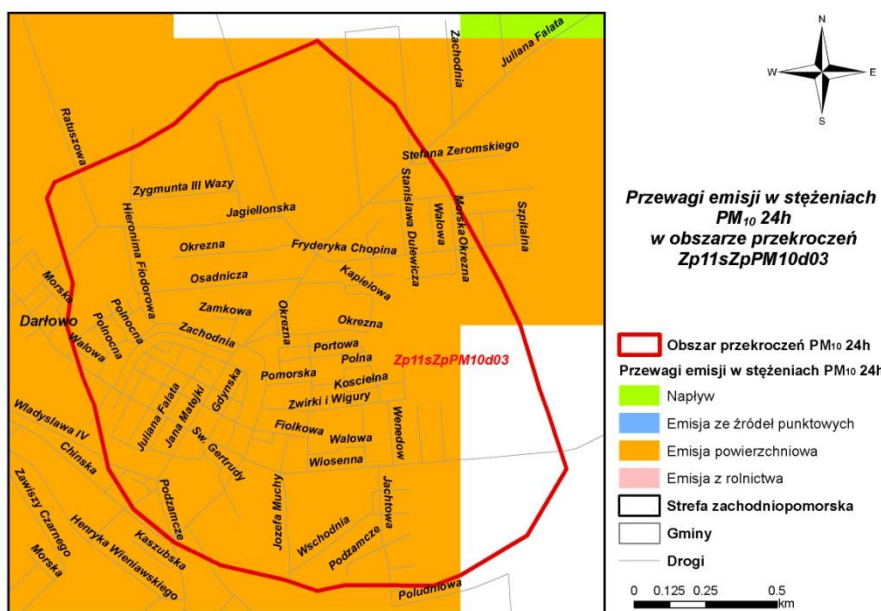 Zachodnia
Juliana Falata
Ratuszowa
Stefana Zeromskiego
Zygmunta III Wazy
Jagiellonska
Hieronima Fiodorowa
Stanislawa Dulewicza
Walowa
Morska
Okrezna
Szpitalna
Okrezna
Fryderyka Chopina
Osadnicza
Kapielowa
Morska
Zamkowa
Okrezna
Okrezna
Darłowo
Polnocna
Polnocna
Walowa
Zachodnia
Portowa
Polna
Zp11sZpPM10d03
Pomorska
Koscielna
Gdynska
Zwirki i Wigury
Juliana Falata
Jana Matejki
Wladyslawa IV
Fiolkowa
Walowa
Wenedow
Sw. Gertrudy
Chinska
Wiosenna
Zawiszy Czarnego
Podzamcze
Jozefa Muchy
Jachtowa
Henryka Wieniawskiego
Kaszubska
Wschodnia
Podzamcze
Morska
Poludniowa
N
W
E
S
Przewagi emisji w stężeniach
PM₁₀ 24h
w obszarze przekroczeń
Zp11sZpPM10d03
Obszar przekroczeń PM₁₀ 24h
Przewagi emisji w stężeniach PM₁₀ 24h
Napływ
Emisja ze źródeł punktowych
Emisja powierzchniowa
Emisja z rolnictwa
Strefa zachodniopomorska
Gminy
Drogi
0 0.125 0.25 0.5
km